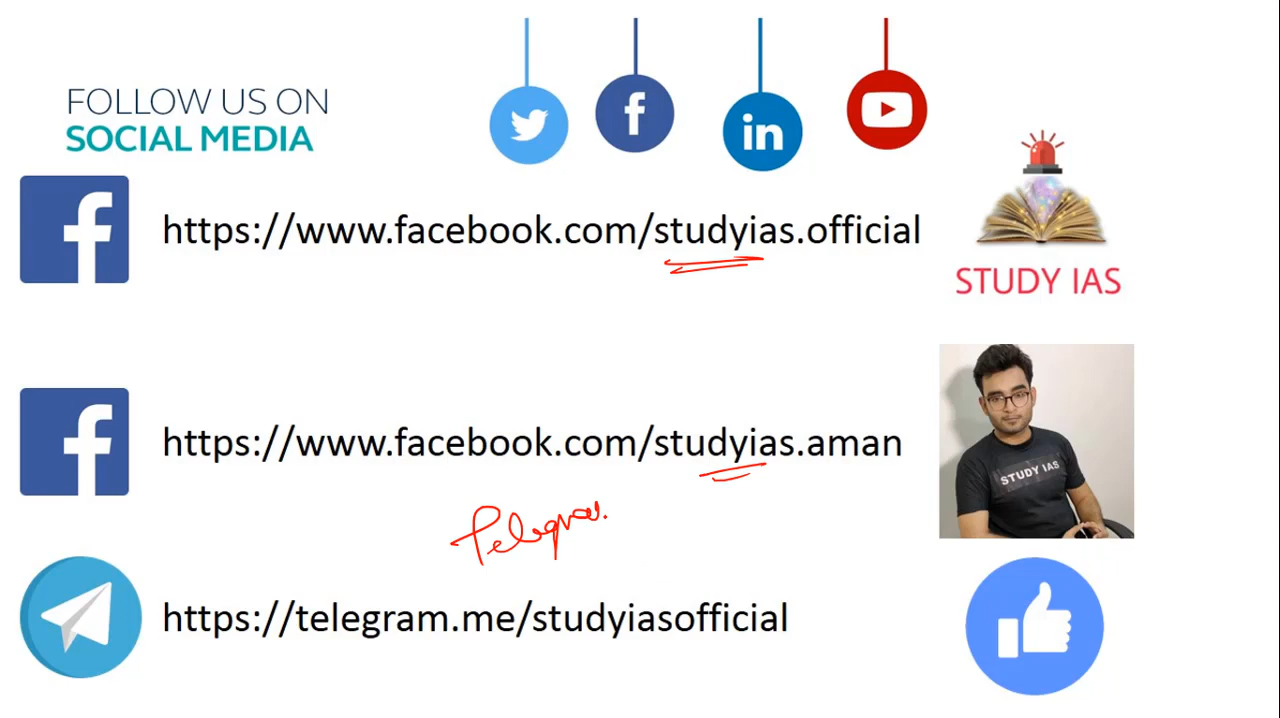 FOLLOW US ON
SOCIAL MEDIA
https://www.facebook.com/studyias.official
STUDY IAS
https://www.facebook.com/studyias.aman
STUDY IAS
https://telegram.me/studyiasofficial